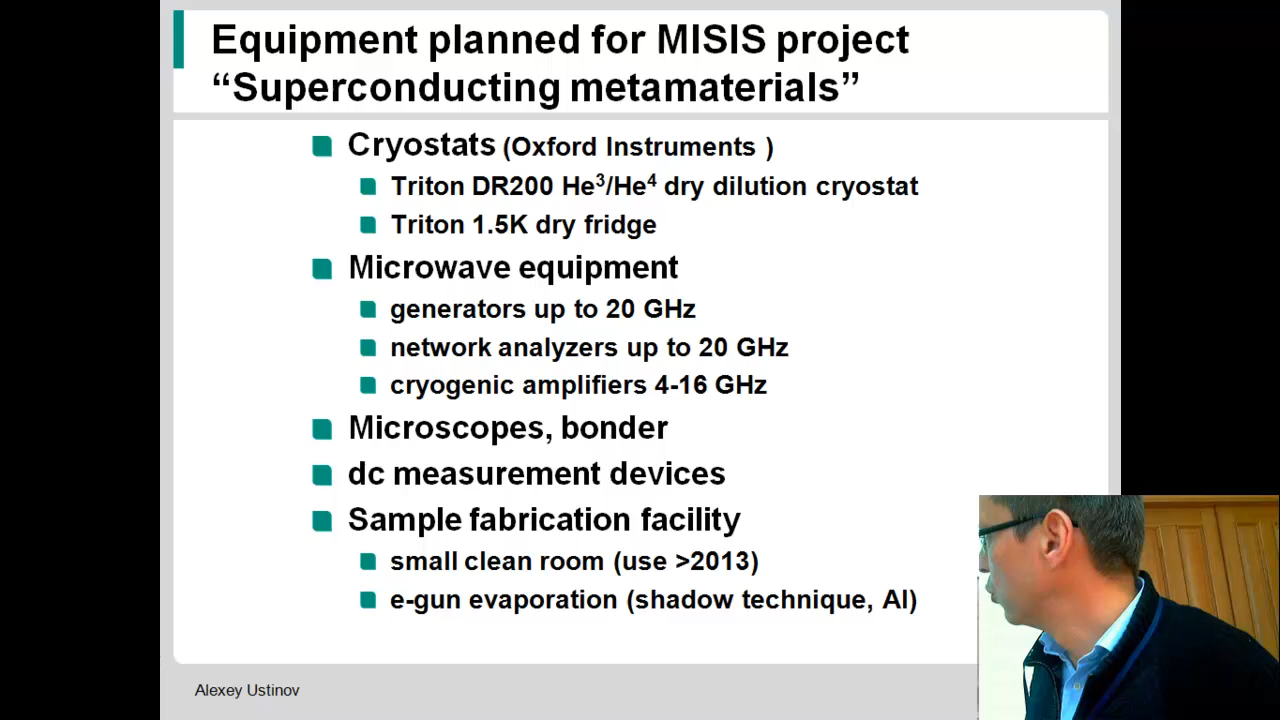 Equipment planned for MISIS project
“Superconducting metamaterials”
Cryostats (Oxford Instruments )
Triton DR200 He³/He⁴ dry dilution cryostat
Triton 1.5K dry fridge
Microwave equipment
generators up to 20 GHz
network analyzers up to 20 GHz
cryogenic amplifiers 4-16 GHz
Microscopes, bonder
dc measurement devices
Sample fabrication facility
small clean room (use >2013)
e-gun evaporation (shadow technique, Al)
Alexey Ustinov